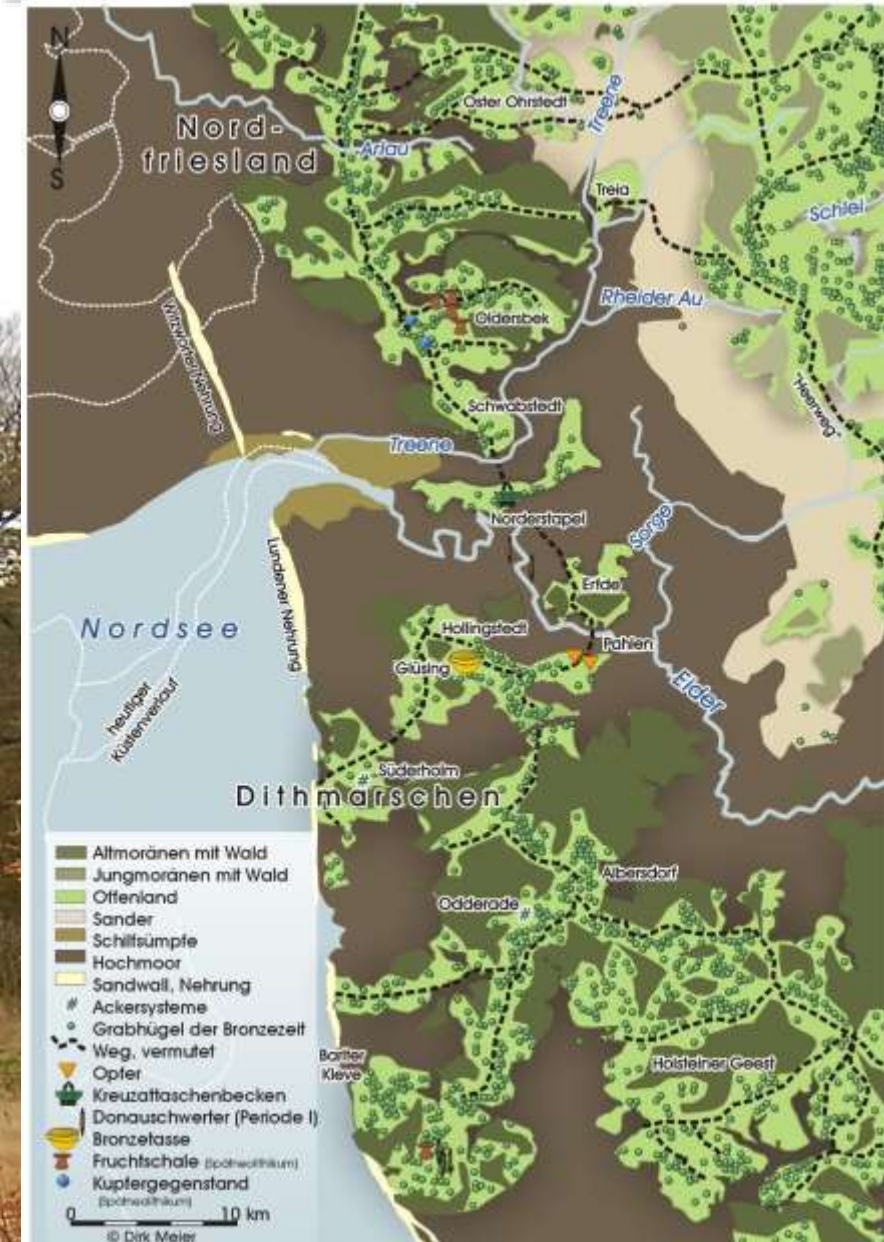 N
S
Nord-
friesland
Oster Ohrstedt
Treene
Arlau
Treia
Schlei
Rheider Au
Oldersbek
"Heerweg"
Witzworter Nehrung
Schwabstedt
Treene
Norderstapel
Sorge
Lundener Nehrung
Erfde
Nordsee
Hollingstedt
Pahlen
Glüsing
Eider
heutiger
Küstenverlauf
Süderholm
Dithmarschen
Albersdorf
Odderade
Barlter
Kleve
Holsteiner Geest
Altmoränen mit Wald
Jungmoränen mit Wald
Offenland
Sander
Schilfsümpfe
Hochmoor
Sandwall, Nehrung
Ackersysteme
Grabhügel der Bronzezeit
Weg, vermutet
Opfer
Kreuzattaschenbecken
Donauschwerter (Periode I)
Bronzetasse
Fruchtschale (Spätneolithikum)
Kupfergegenstand
(Spätneolithikum)
0 10 km
© Dirk Meier